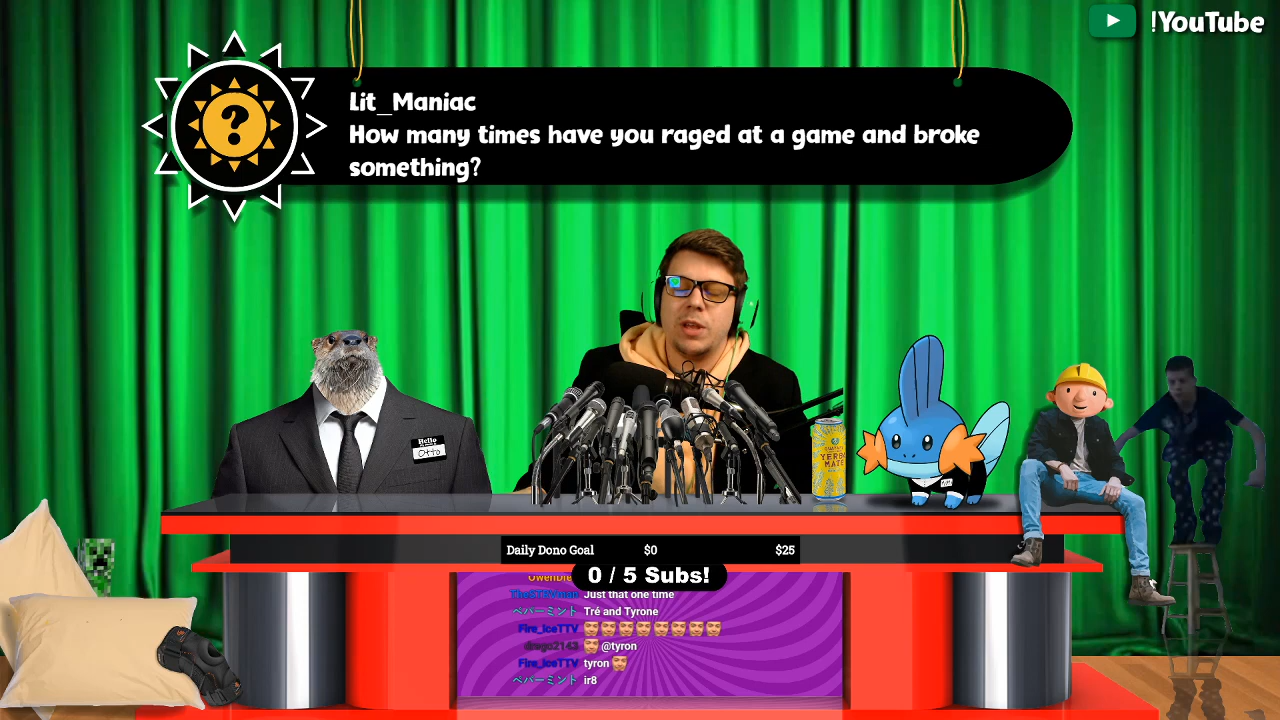 !YouTube
Lit_Maniac
How many times have you raged at a game and broke
something?
Hello
Otto
YERBA
MATE
Daily Dono Goal $0 $25
0 / 5 Subs!
TheSTRVman Just that one time
ペパーミント Tré and Tyrone
Fire_IceTTV
drago2143 @tyron
Fire_IceTTV tyron
ペパーミント ir8